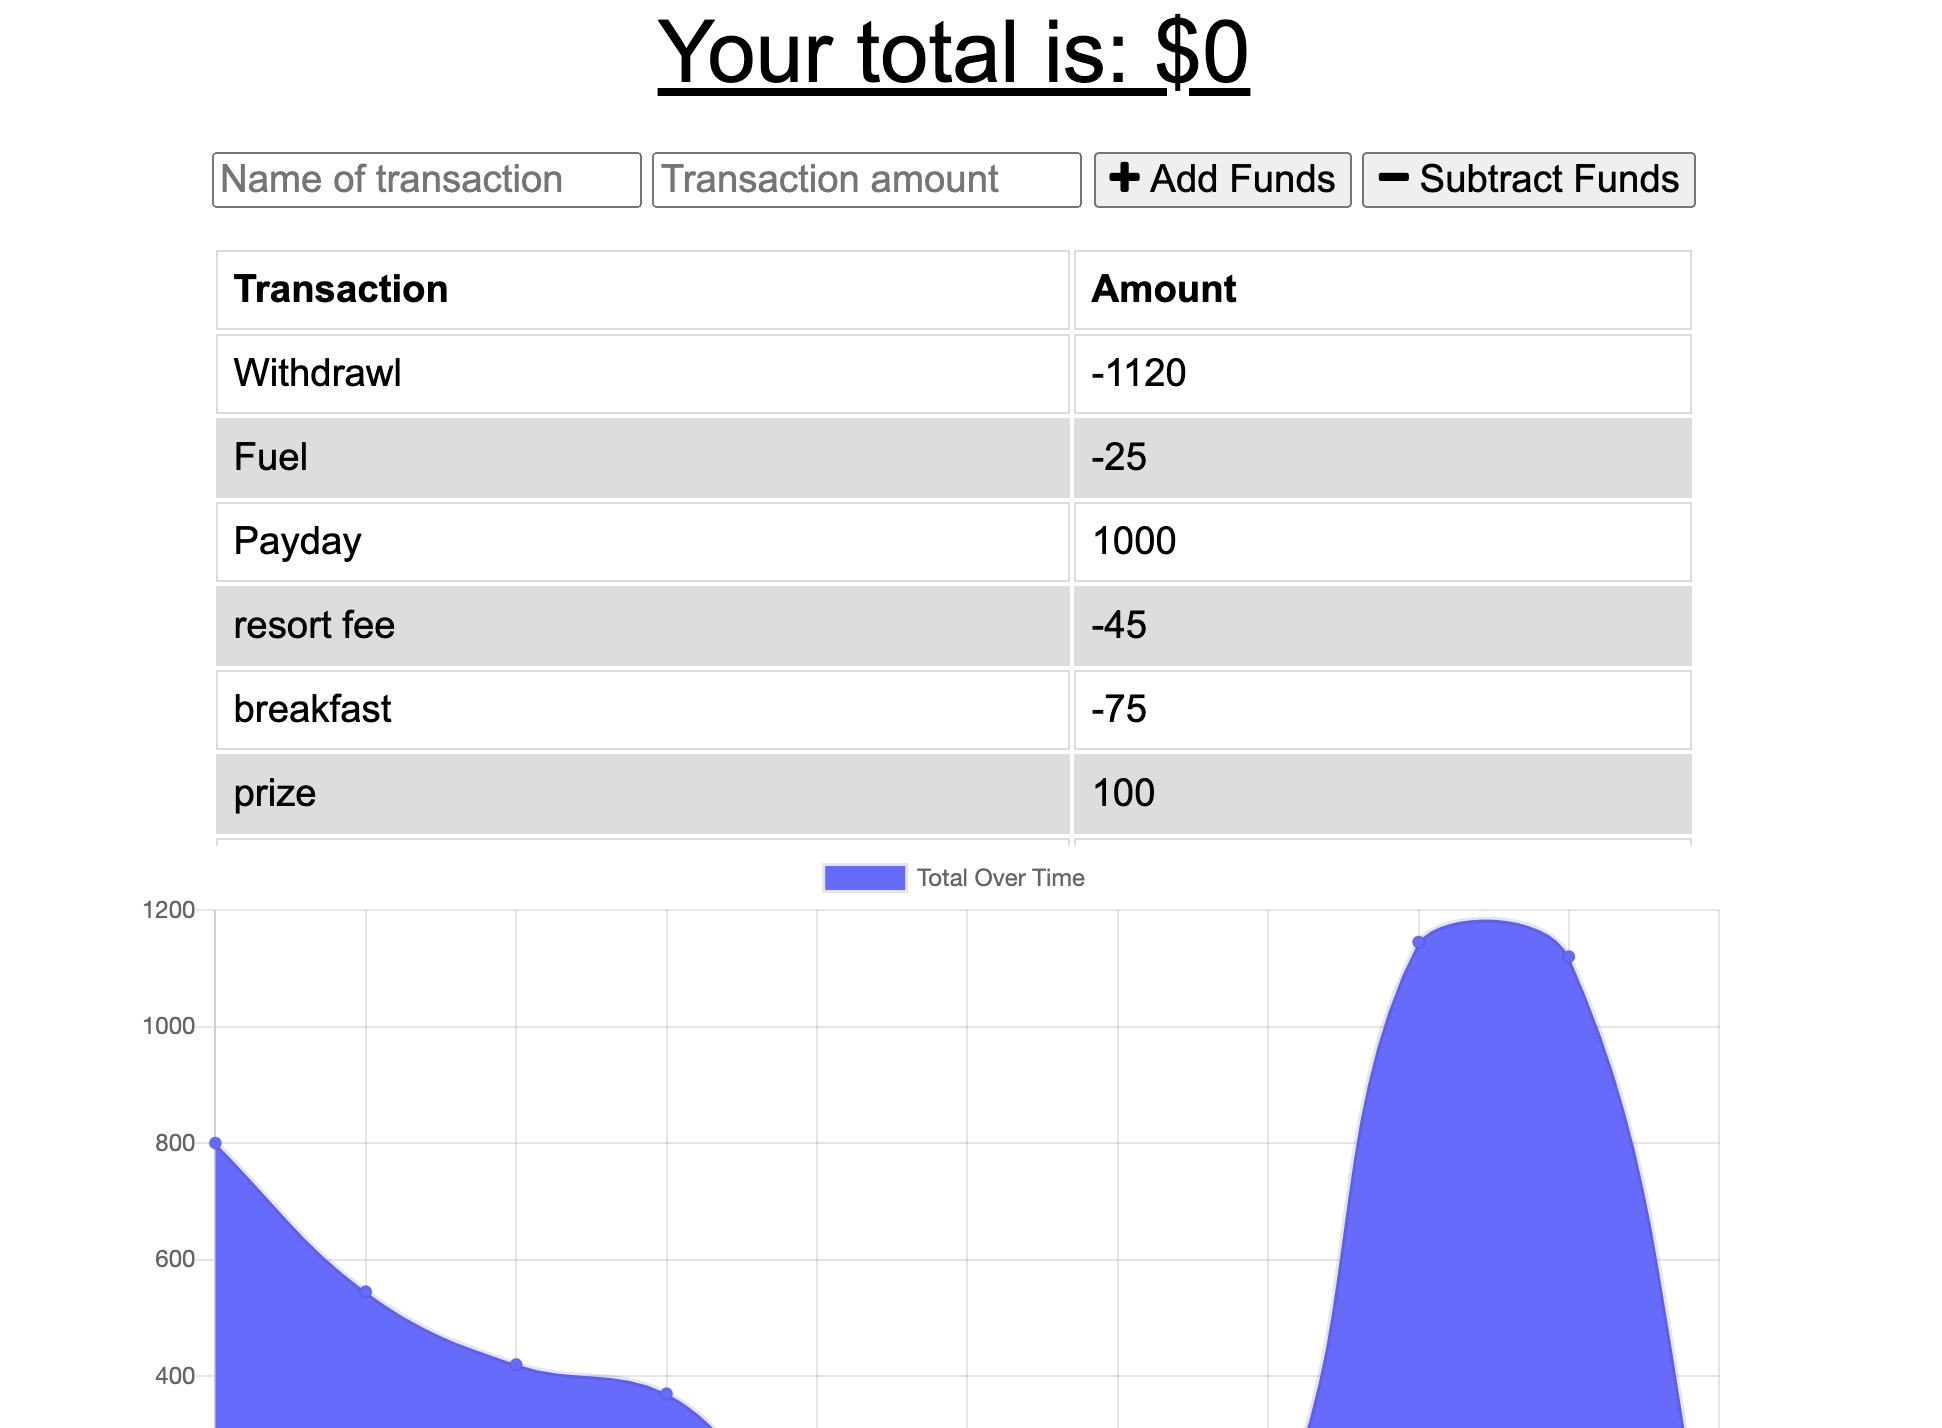 Your total is: $0
Name of transaction Transaction amount Add Funds Subtract Funds
Transaction Amount
Withdrawl -1120
Fuel -25
Payday 1000
resort fee -45
breakfast -75
prize 100
Total Over Time
1200
1000
800
600
400